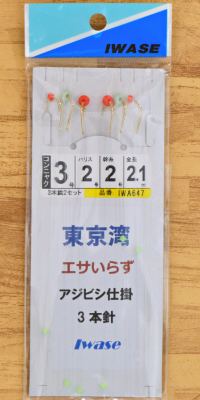 IWASE
コンニャク 3号 ハリス 2号 幹糸 2号 全長 2.1m
3本鈎2セット 品番 IWA647
東京湾
エサいらず
アジビシ仕掛
3本針
Iwase